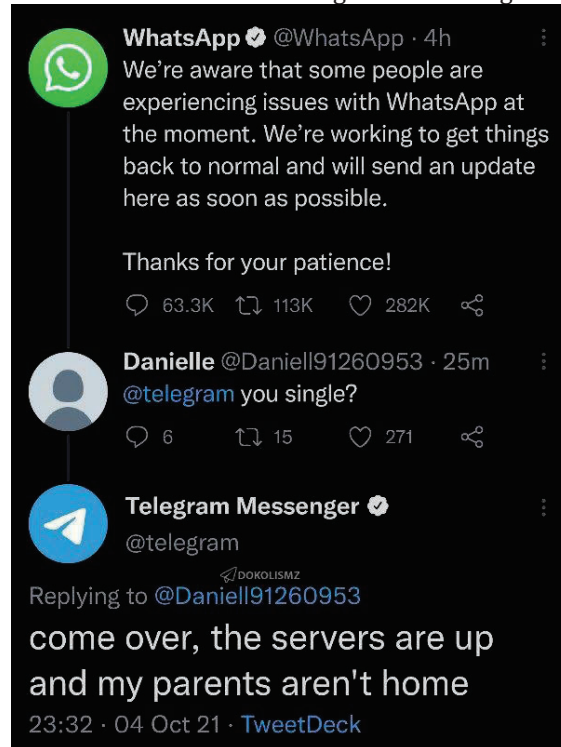 WhatsApp @WhatsApp · 4h
We're aware that some people are
experiencing issues with WhatsApp at
the moment. We're working to get things
back to normal and will send an update
here as soon as possible.
Thanks for your patience!
63.3K 113K 282K
Danielle @Daniell91260953 · 25m
@telegram you single?
6 15 271
Telegram Messenger
@telegram
DOKOLISMZ
Replying to @Daniell91260953
come over, the servers are up
and my parents aren't home
23:32 · 04 Oct 21 · TweetDeck